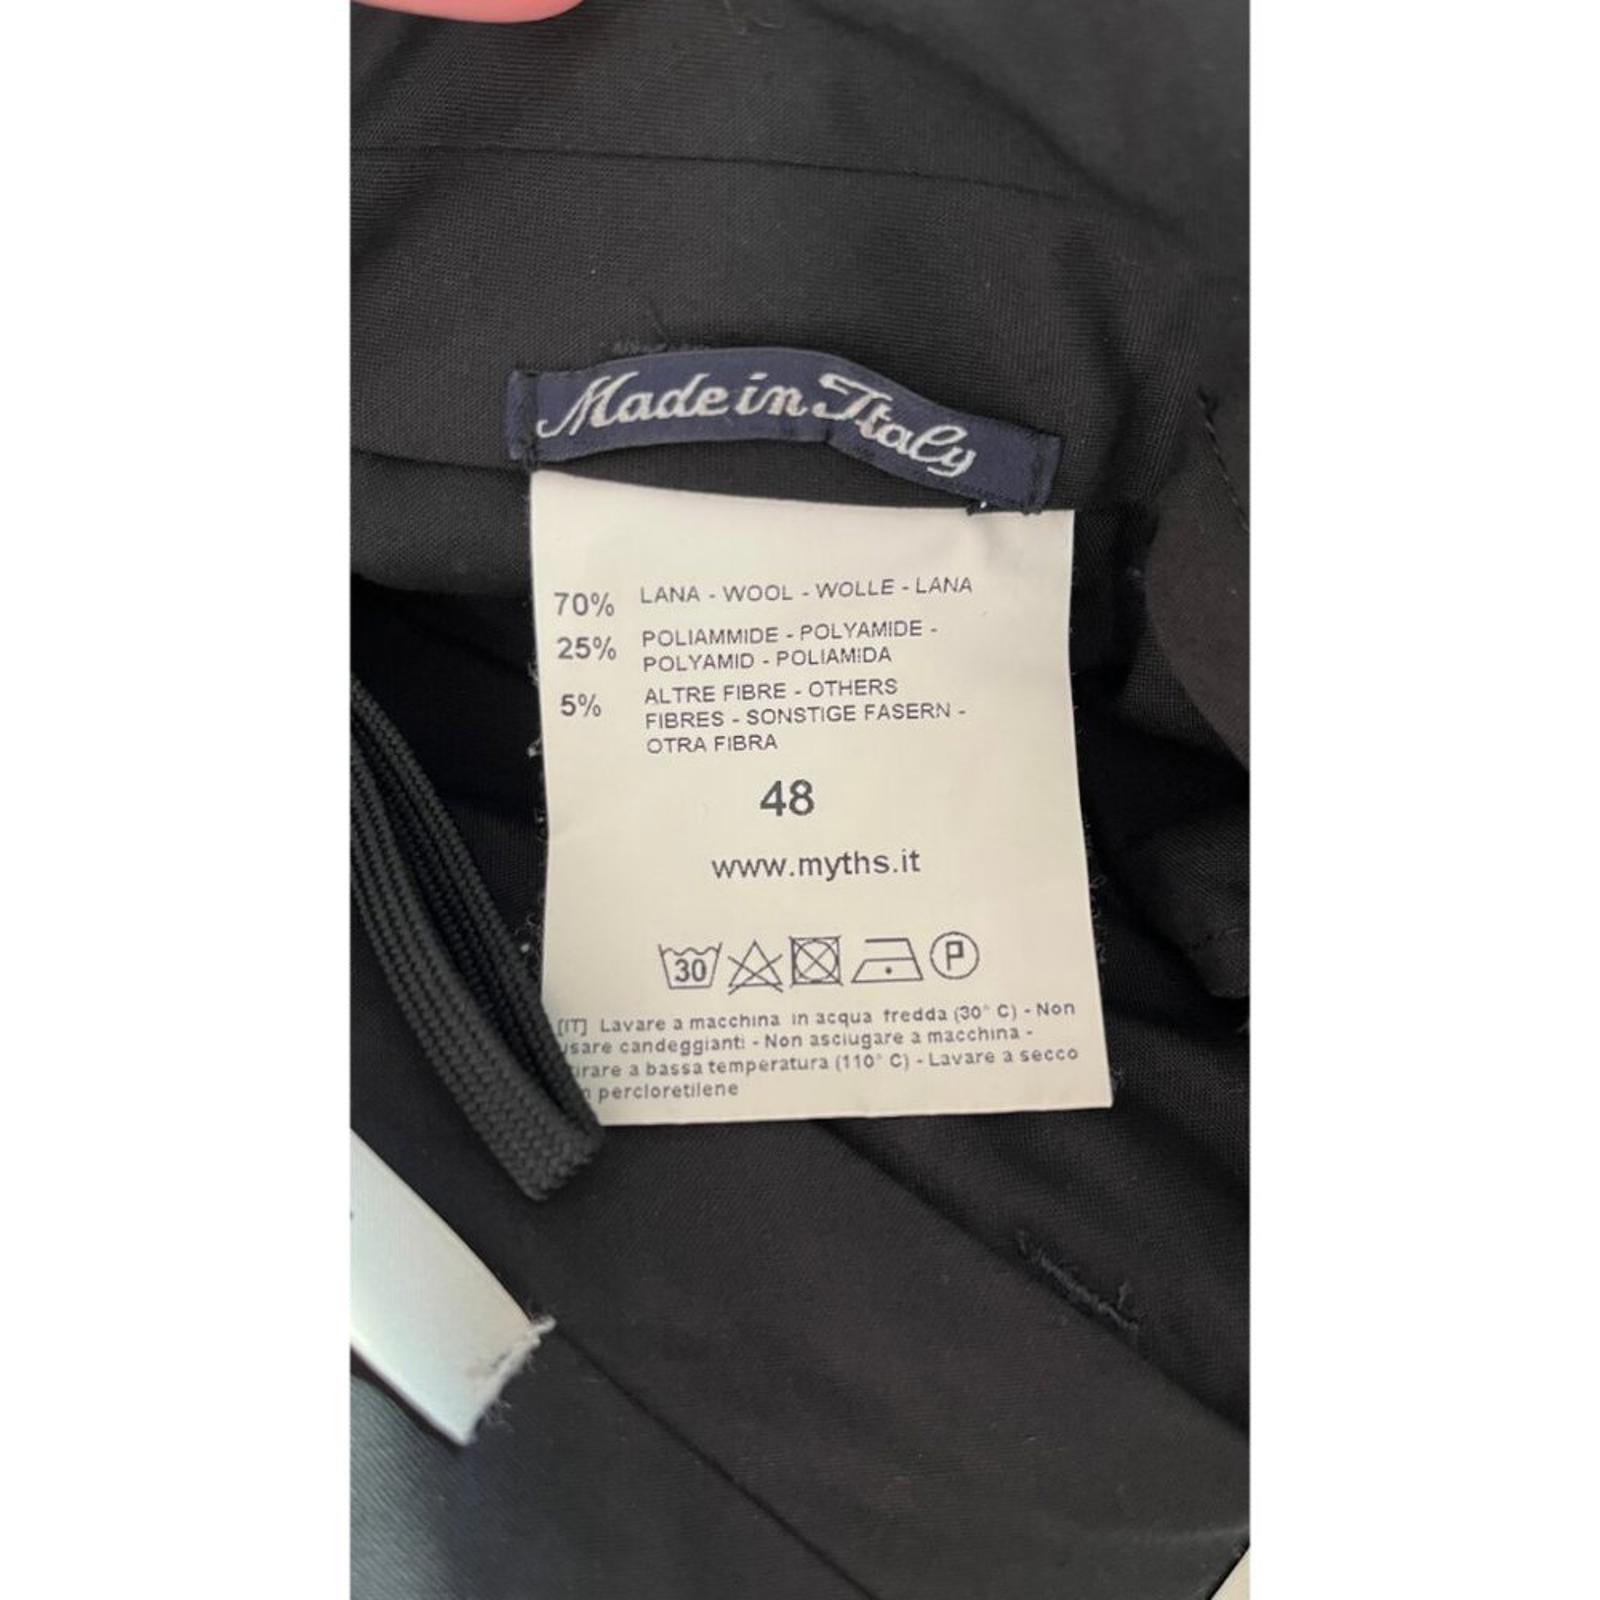 Made in Italy
70% LANA - WOOL - WOLLE - LANA
25% POLIAMMIDE - POLYAMIDE -
POLYAMID - POLIAMIDA
5% ALTRE FIBRE - OTHERS
FIBRES - SONSTIGE FASERN -
OTRA FIBRA
48
www.myths.it
30 P
[IT] Lavare a macchina in acqua fredda (30° C) - Non
usare candeggianti - Non asciugare a macchina -
tirare a bassa temperatura (110° C) - Lavare a secco
percloretilene